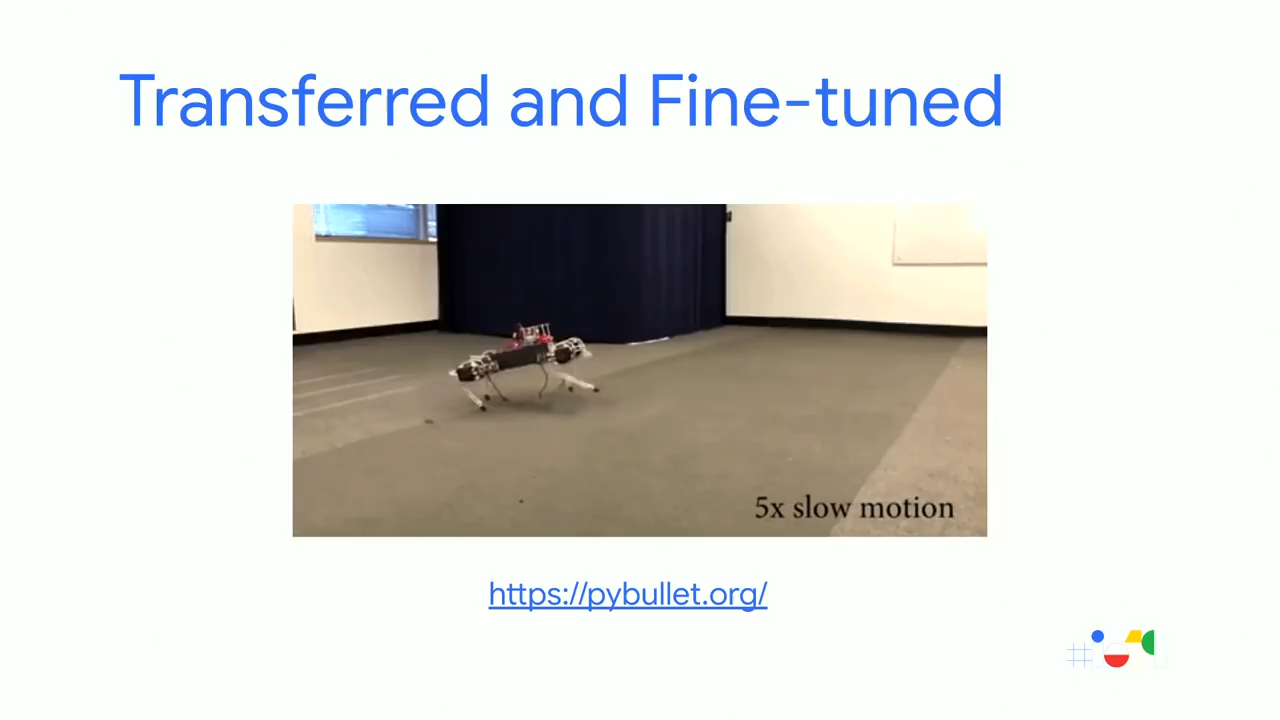 Transferred and Fine-tuned
5x slow motion
https://pybullet.org/